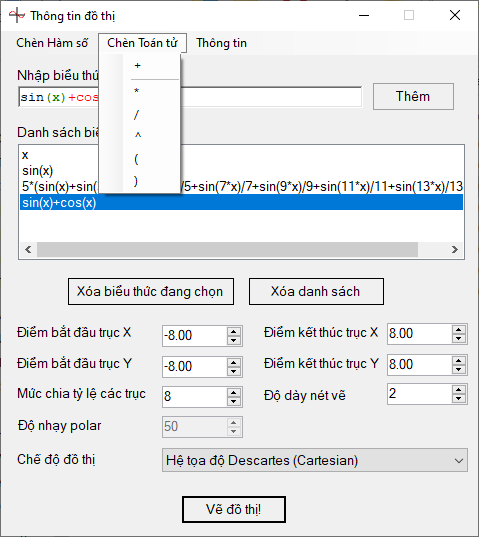 Thông tin đồ thị
Chèn Hàm số Chèn Toán tử Thông tin
+
*
/
^
(
)
Nhập biểu thứ
sin(x)+cos
Thêm
Danh sách biể
x
sin(x)
5*(sin(x)+sin( /5+sin(7*x)/7+sin(9*x)/9+sin(11*x)/11+sin(13*x)/13
sin(x)+cos(x)
Xóa biểu thức đang chọn Xóa danh sách
Điểm bắt đầu trục X -8.00 Điểm kết thúc trục X 8.00
Điểm bắt đầu trục Y -8.00 Điểm kết thúc trục Y 8.00
Mức chia tỷ lệ các trục 8 Độ dày nét vẽ 2
Độ nhạy polar 50
Chế độ đồ thị Hệ tọa độ Descartes (Cartesian)
Vẽ đồ thị!